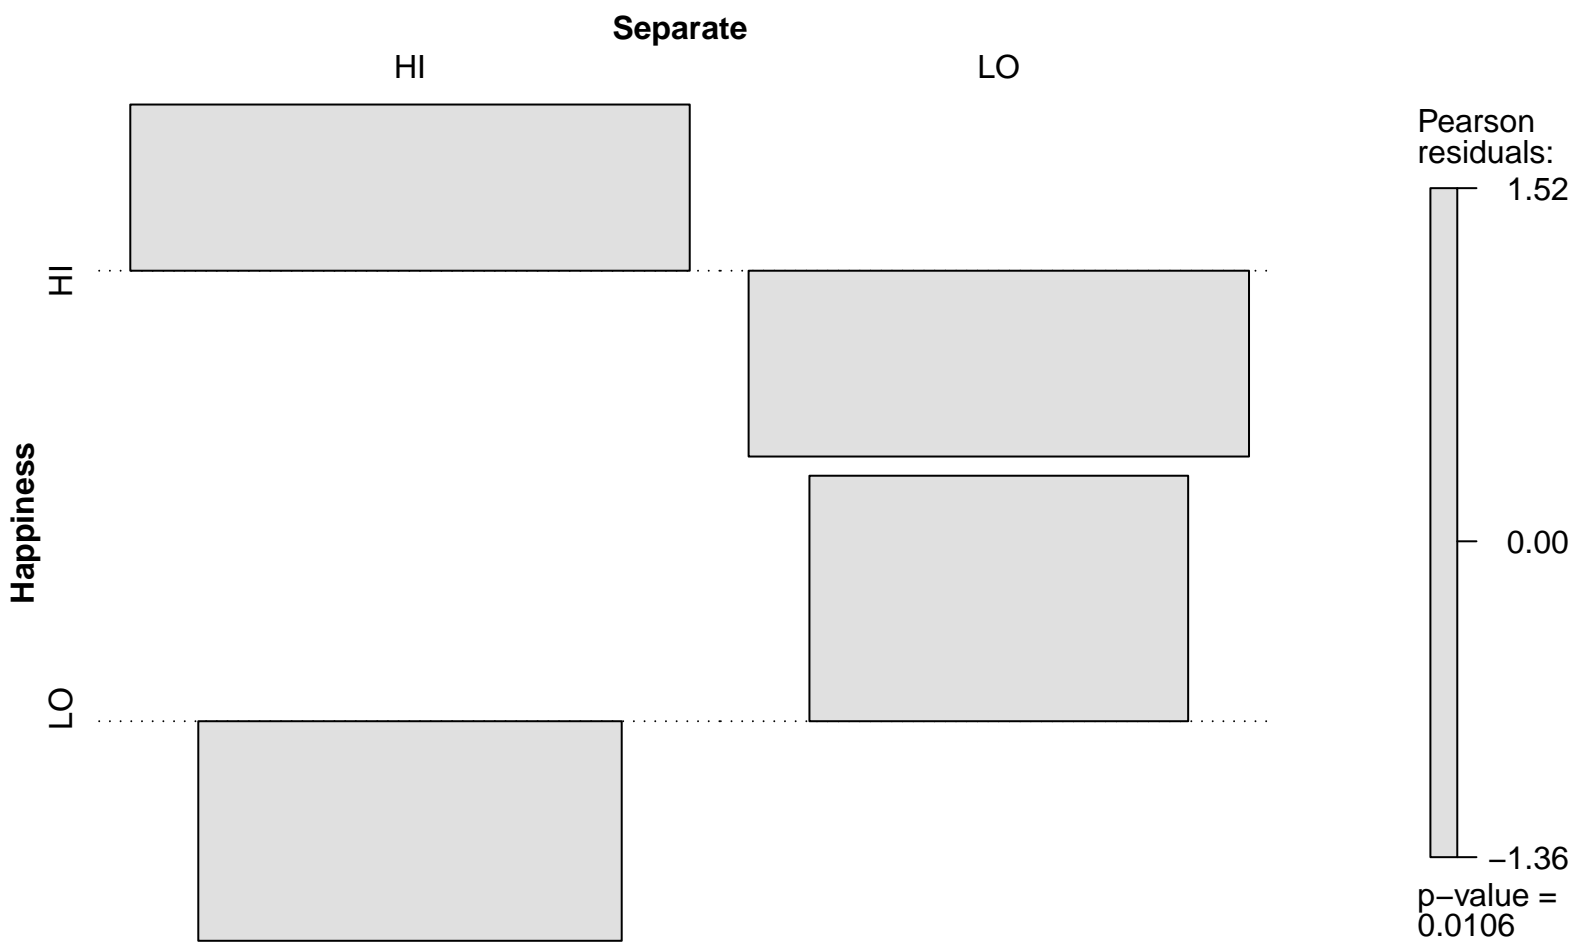 Separate
HI
LO
Happiness
HI
LO
Pearson
residuals:
1.52
0.00
−1.36
p−value =
0.0106